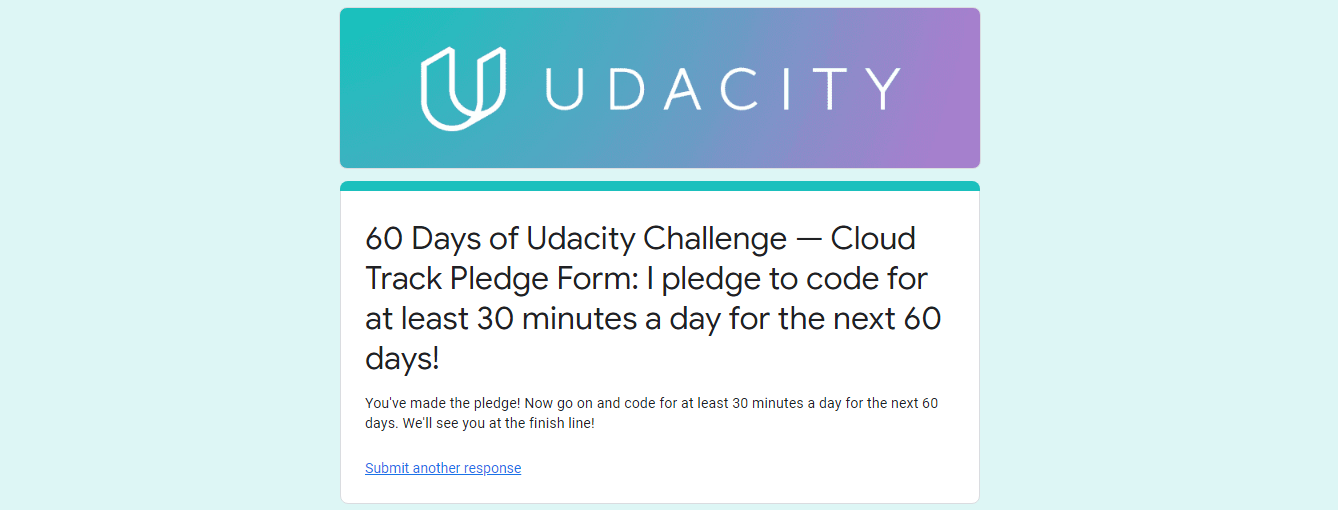 UDACITY
60 Days of Udacity Challenge — Cloud
Track Pledge Form: I pledge to code for
at least 30 minutes a day for the next 60
days!
You've made the pledge! Now go on and code for at least 30 minutes a day for the next 60
days. We'll see you at the finish line!
Submit another response